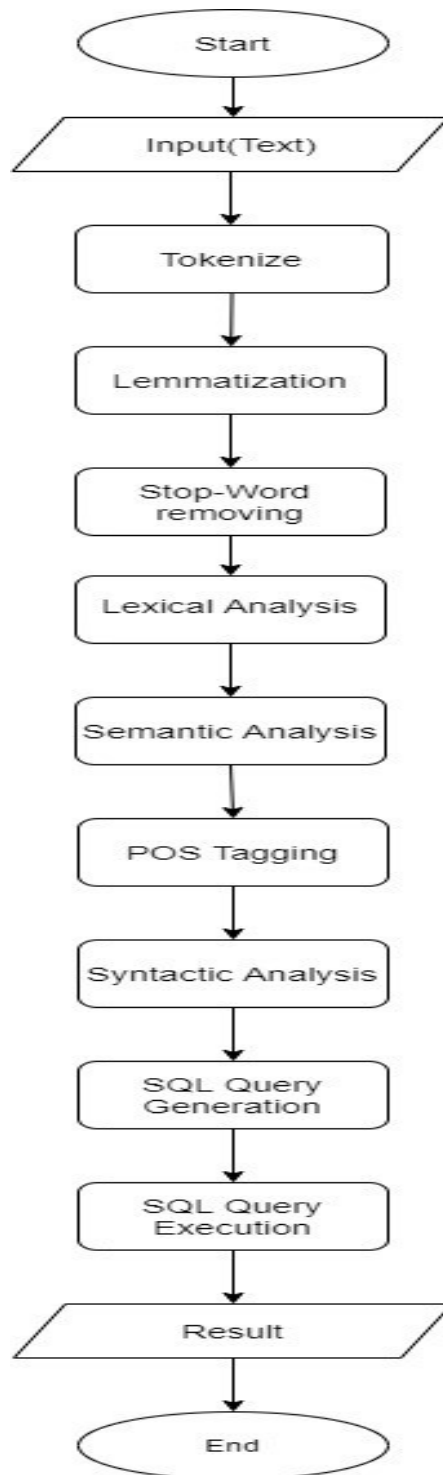 Start
Input(Text)
Tokenize
Lemmatization
Stop-Word
removing
Lexical Analysis
Semantic Analysis
POS Tagging
Syntactic Analysis
SQL Query
Generation
SQL Query
Execution
Result
End